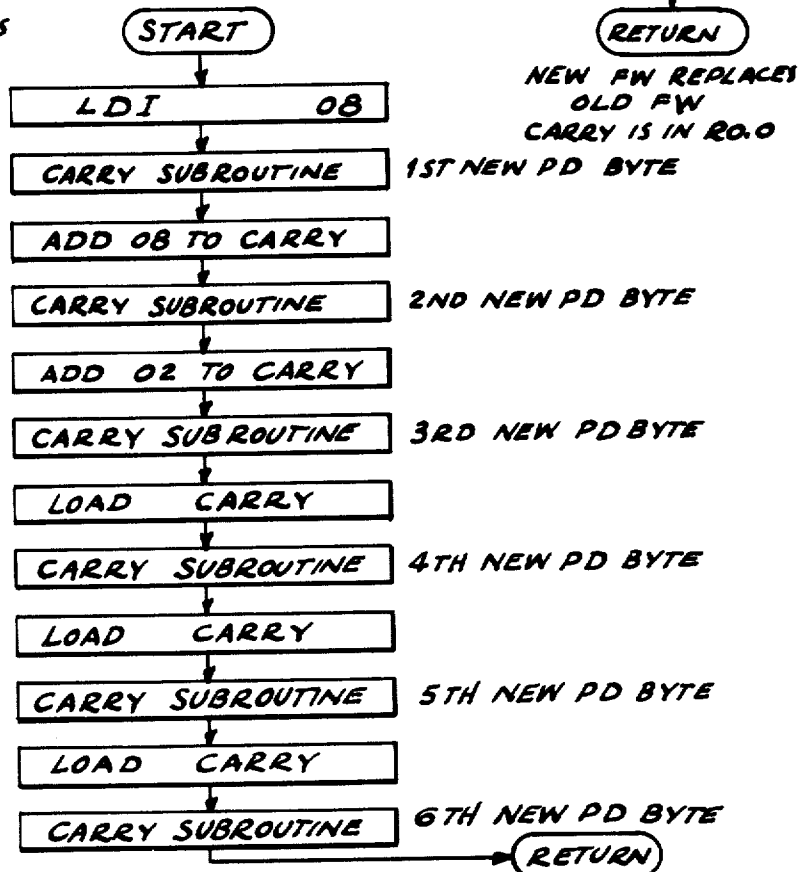 S
START
RETURN
NEW FW REPLACES
OLD FW
CARRY IS IN R0.0
LDI 08
CARRY SUBROUTINE
1ST NEW PD BYTE
ADD 08 TO CARRY
CARRY SUBROUTINE
2ND NEW PD BYTE
ADD 02 TO CARRY
CARRY SUBROUTINE
3RD NEW PD BYTE
LOAD CARRY
CARRY SUBROUTINE
4TH NEW PD BYTE
LOAD CARRY
CARRY SUBROUTINE
5TH NEW PD BYTE
LOAD CARRY
CARRY SUBROUTINE
6TH NEW PD BYTE
RETURN